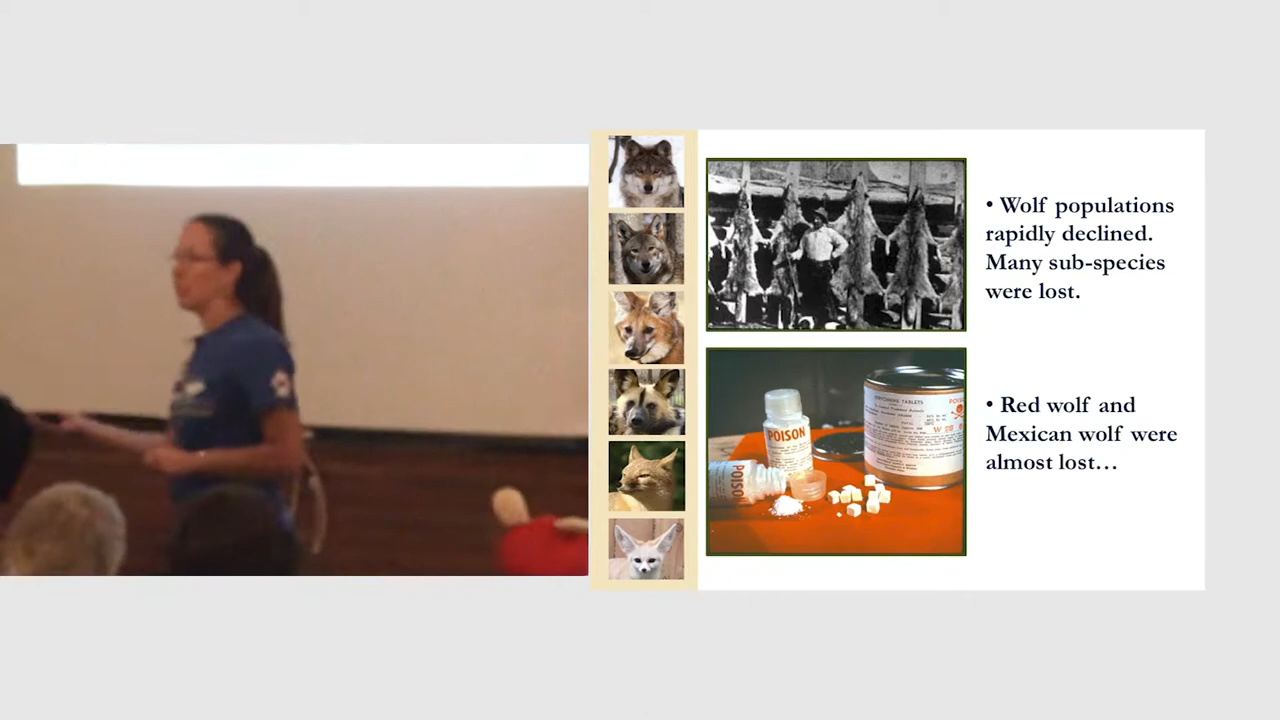 • Wolf populations
rapidly declined.
Many sub-species
were lost.
POISON
POISON
• Red wolf and
Mexican wolf were
almost lost…